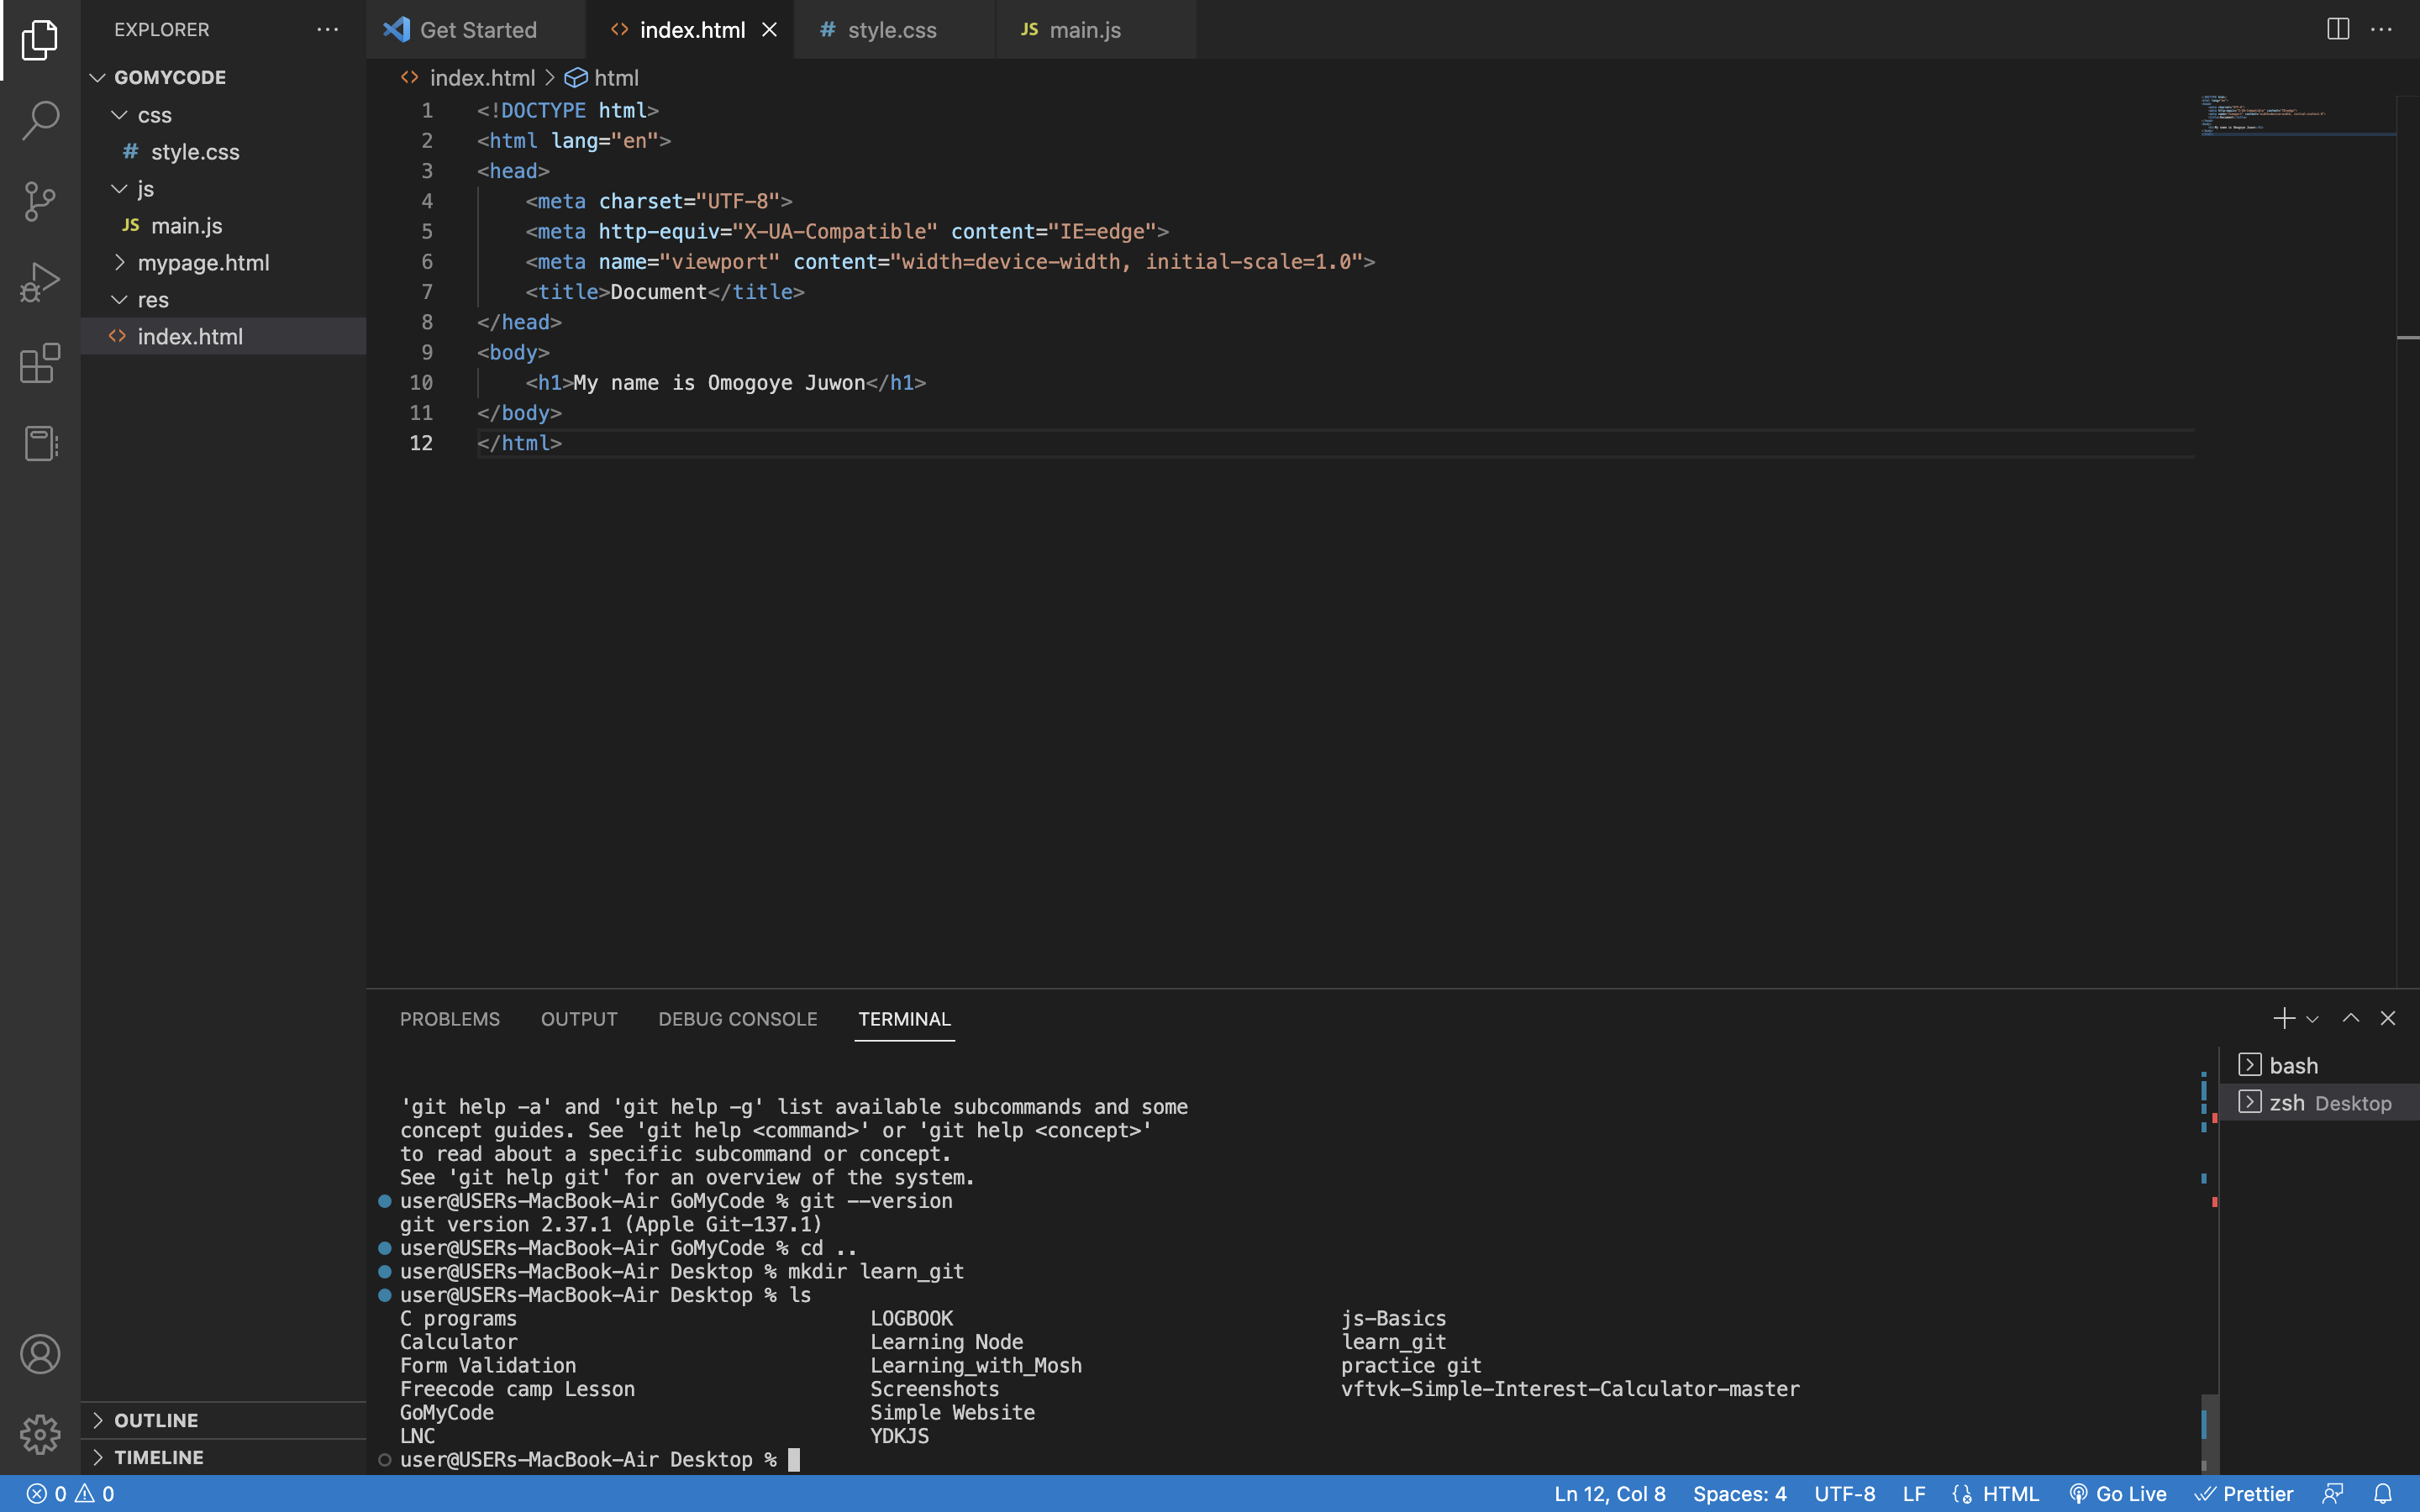 EXPLORER
GOMYCODE
css
# style.css
js
JS main.js
mypage.html
res
<> index.html
OUTLINE
TIMELINE
Get Started
<> index.html
# style.css
JS main.js
<> index.html > html
1 <!DOCTYPE html>
2 <html lang="en">
3 <head>
4     <meta charset="UTF-8">
5     <meta http-equiv="X-UA-Compatible" content="IE=edge">
6     <meta name="viewport" content="width=device-width, initial-scale=1.0">
7     <title>Document</title>
8 </head>
9 <body>
10     <h1>My name is Omogoye Juwon</h1>
11 </body>
12 </html>
PROBLEMS OUTPUT DEBUG CONSOLE TERMINAL
'git help -a' and 'git help -g' list available subcommands and some
concept guides. See 'git help <command>' or 'git help <concept>'
to read about a specific subcommand or concept.
See 'git help git' for an overview of the system.
user@USERs-MacBook-Air GoMyCode % git --version
git version 2.37.1 (Apple Git-137.1)
user@USERs-MacBook-Air GoMyCode % cd ..
user@USERs-MacBook-Air Desktop % mkdir learn_git
user@USERs-MacBook-Air Desktop % ls
C programs LOGBOOK js-Basics
Calculator Learning Node learn_git
Form Validation Learning_with_Mosh practice git
Freecode camp Lesson Screenshots vftvk-Simple-Interest-Calculator-master
GoMyCode Simple Website
LNC YDKJS
user@USERs-MacBook-Air Desktop %
bash
zsh Desktop
0 0 Ln 12, Col 8 Spaces: 4 UTF-8 LF HTML Go Live Prettier